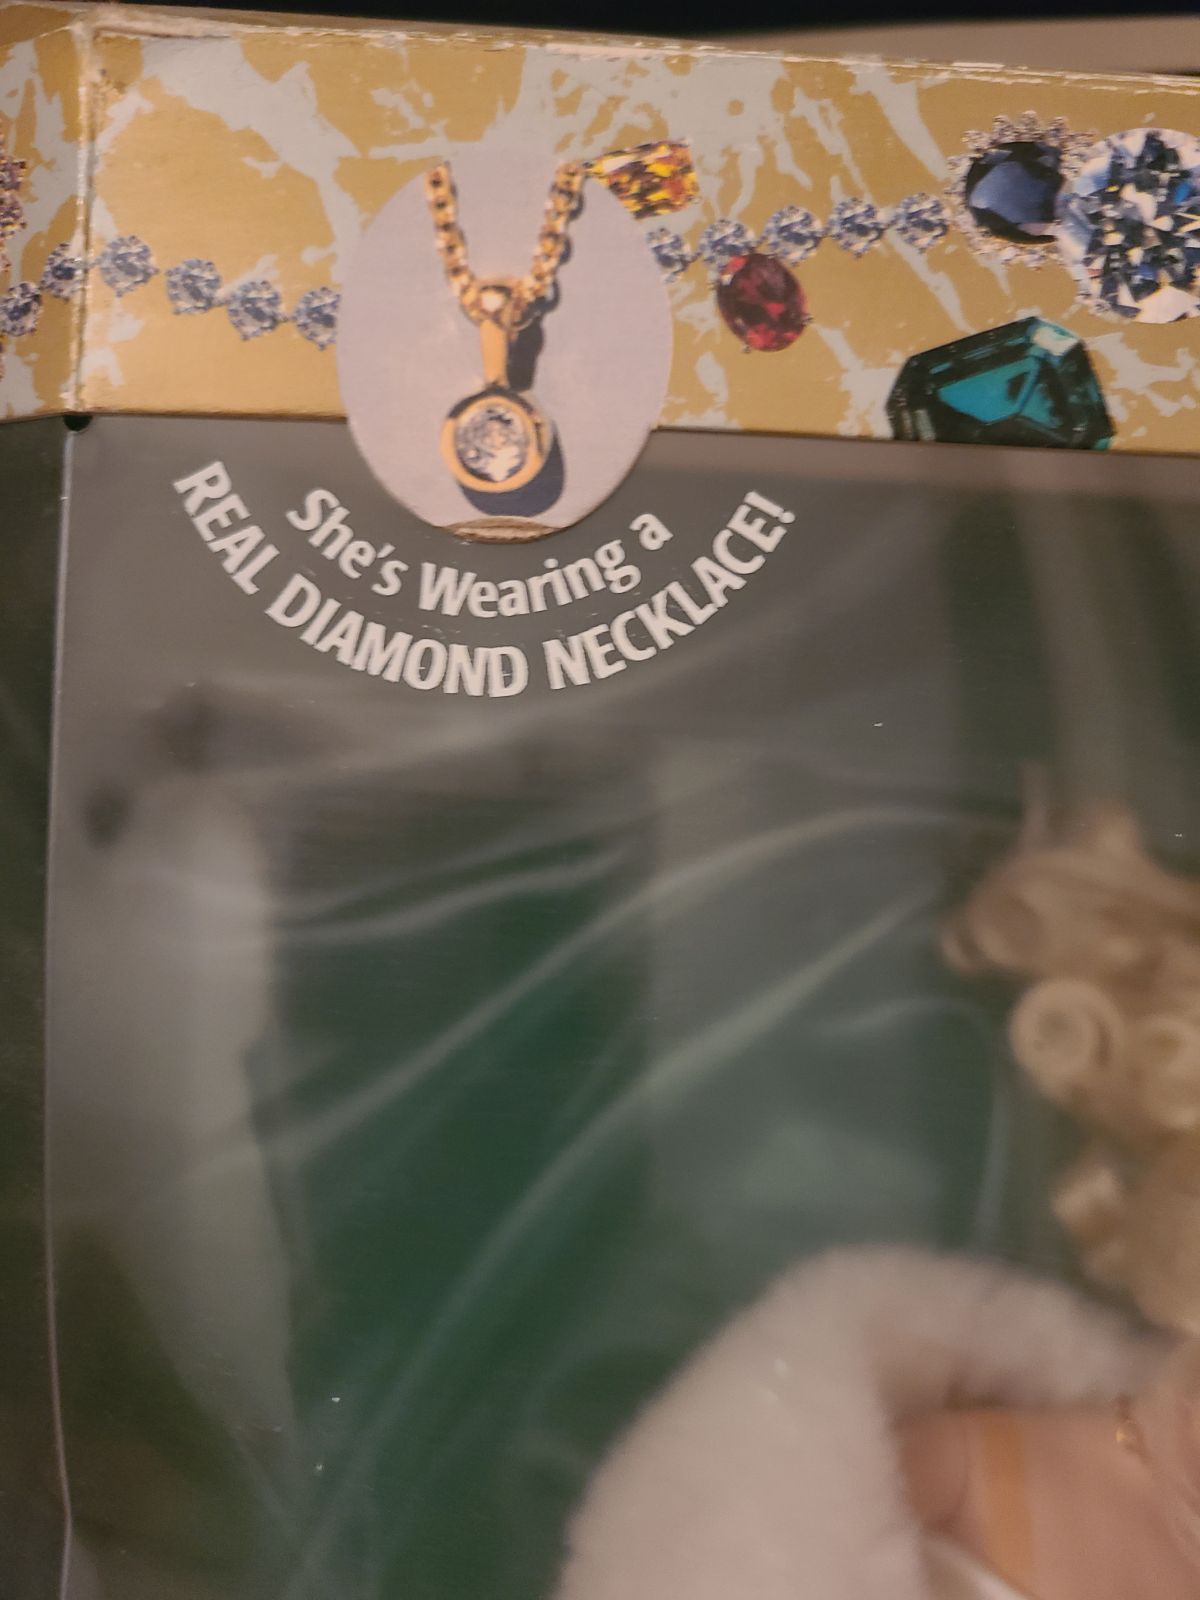 She's Wearing a
REAL DIAMOND NECKLACE!